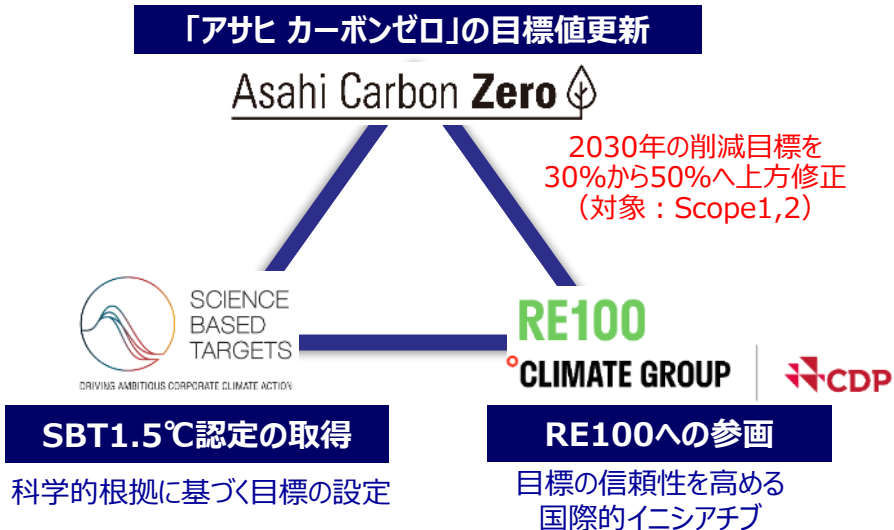 「アサヒ カーボンゼロ」の目標値更新
Asahi Carbon Zero
2030年の削減目標を
30%から50%へ上方修正
（対象：Scope1,2）
SCIENCE
BASED
TARGETS
DRIVING AMBITIOUS CORPORATE CLIMATE ACTION
RE100
°CLIMATE GROUP
CDP
SBT1.5℃認定の取得
科学的根拠に基づく目標の設定
RE100への参画
目標の信頼性を高める
国際的イニシアチブ